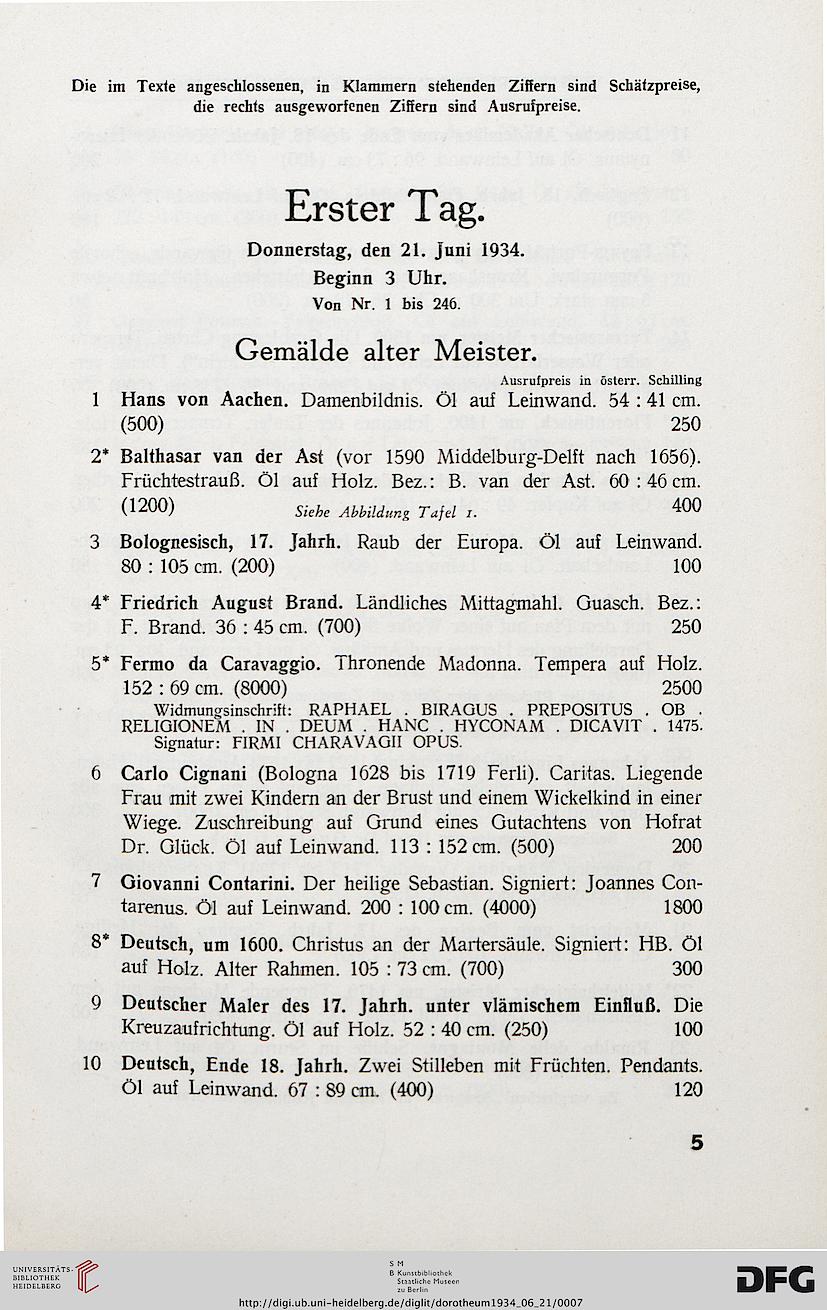 Die im Texte angeschlossenen, in Klammern stehenden Ziffern sind Schätzpreise,
die rechts ausgeworfenen Ziffern sind Ausrufpreise.
Erster Tag.
Donnerstag, den 21. Juni 1934.
Beginn 3 Uhr.
Von Nr. 1 bis 246.
Gemälde alter Meister.
Ausrufpreis in österr. Schilling
1 Hans von Aachen. Damenbildnis. Öl auf Leinwand. 54 : 41 cm.
(500) 250
2* Balthasar van der Ast (vor 1590 Middelburg-Delft nach 1656).
Früchtestrauß. Öl auf Holz. Bez.: B. van der Ast. 60 : 46 cm.
(1200) Siehe Abbildung Tafel 1. 400
3 Bolognesisch, 17. Jahrh. Raub der Europa. Öl auf Leinwand.
80 : 105 cm. (200) 100
4* Friedrich August Brand. Ländliches Mittagmahl. Guasch. Bez.:
F. Brand. 36 : 45 cm. (700) 250
5* Fermo da Caravaggio. Thronende Madonna. Tempera auf Holz.
152 : 69 cm. (8000) 2500
Widmungsinschrift: RAPHAEL . BIRAGUS . PREPOSITUS . OB .
RELIGIONEM . IN . DEUM . HANC . HYCONAM . DICAVIT . 1475.
Signatur: FIRMI CHARAVAGII OPUS.
6 Carlo Cignani (Bologna 1628 bis 1719 Ferli). Caritas. Liegende
Frau mit zwei Kindern an der Brust und einem Wickelkind in einer
Wiege. Zuschreibung auf Grund eines Gutachtens von Hofrat
Dr. Glück. Öl auf Leinwand. 113 : 152 cm. (500) 200
7 Giovanni Contarini. Der heilige Sebastian. Signiert: Joannes Con-
tarenus. Öl auf Leinwand. 200 : 100 cm. (4000) 1800
8* Deutsch, um 1600. Christus an der Martersäule. Signiert: HB. Öl
auf Holz. Alter Rahmen. 105 : 73 cm. (700) 300
9 Deutscher Maler des 17. Jahrh. unter vlämischem Einfluß. Die
Kreuzaufrichtung. Öl auf Holz. 52 : 40 cm. (250) 100
10 Deutsch, Ende 18. Jahrh. Zwei Stilleben mit Früchten. Pendants.
Öl auf Leinwand. 67 : 89 cm. (400) 120
5
UNIVERSITÄTS-
BIBLIOTHEK
HEIDELBERG
S M
B Kunstbibliothek
Staatliche Museen
zu Berlin
http://digi.ub.uni-heidelberg.de/diglit/dorotheum1934_06_21/0007
DFG